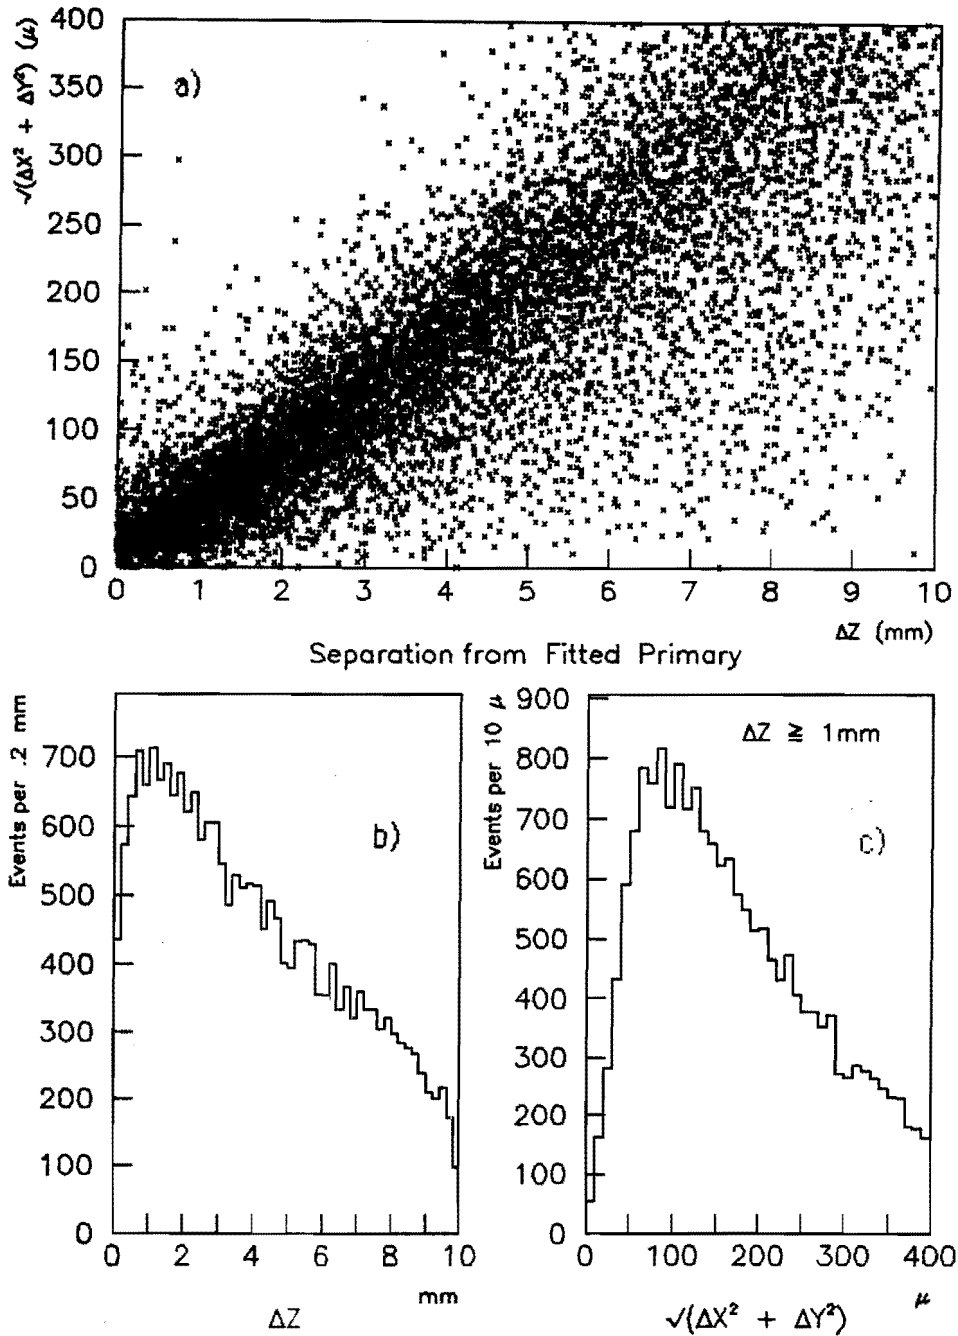 √(ΔX² + ΔY²) (μ)
400
350
300
250
200
150
100
50
0
a)
0 1 2 3 4 5 6 7 8 9 10
ΔZ (mm)
Separation from Fitted Primary
Events per .2 mm
700
600
500
400
300
200
100
0
b)
0 2 4 6 8 10
mm
ΔZ
Events per 10 μ
900
800
700
600
500
400
300
200
100
0
ΔZ ≧ 1mm
c)
0 100 200 300 400
μ
√(ΔX² + ΔY²)